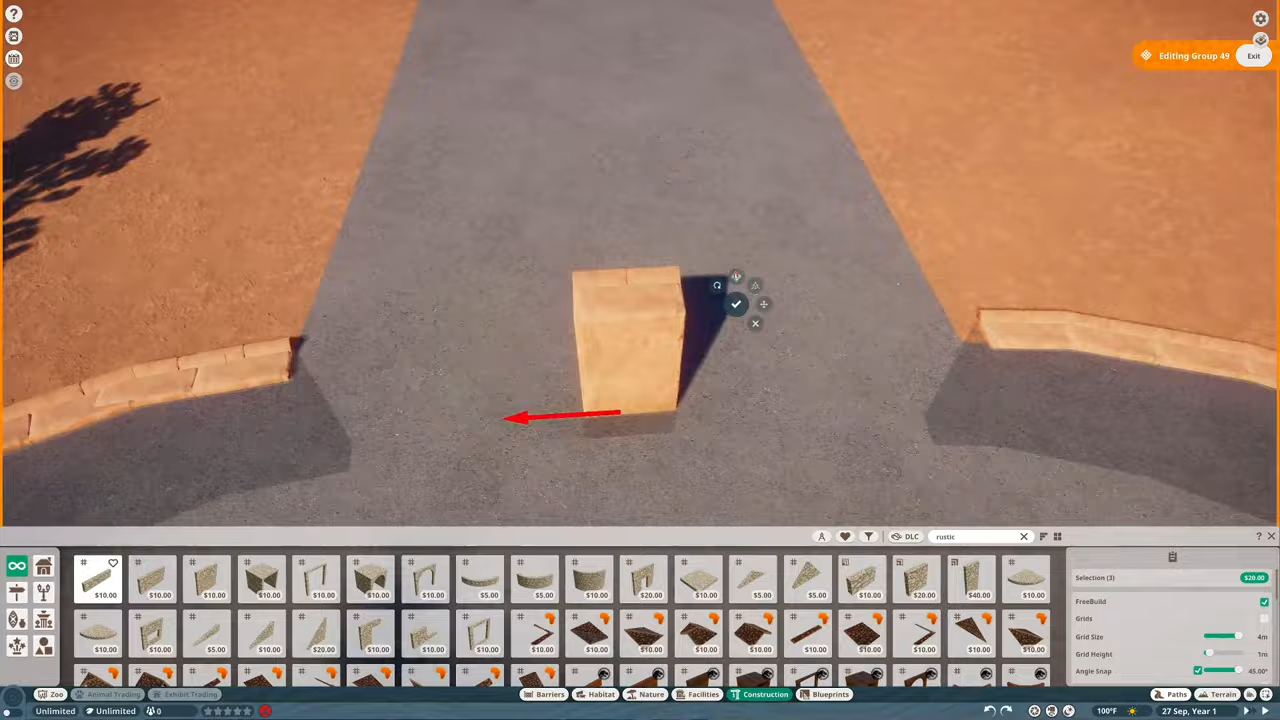 ?
Editing Group 49
Exit
DLC
rustic
?
$10.00 $10.00 $10.00 $10.00 $10.00 $10.00 $10.00 $5.00 $5.00 $10.00 $20.00 $10.00 $5.00 $5.00 $10.00 $20.00 $40.00 $10.00
Selection (3)
$20.00
FreeBuild
Grids
Grid Size
4m
Grid Height
1m
Angle Snap
45.00°
$10.00 $10.00 $5.00 $10.00 $20.00 $10.00 $10.00 $10.00 $10.00 $10.00 $10.00 $10.00 $10.00 $10.00 $10.00 $10.00 $10.00 $10.00
Zoo
Animal Trading
Exhibit Trading
Barriers
Habitat
Nature
Facilities
Construction
Blueprints
Paths
Terrain
Unlimited
Unlimited
0
100°F
27 Sep, Year 1